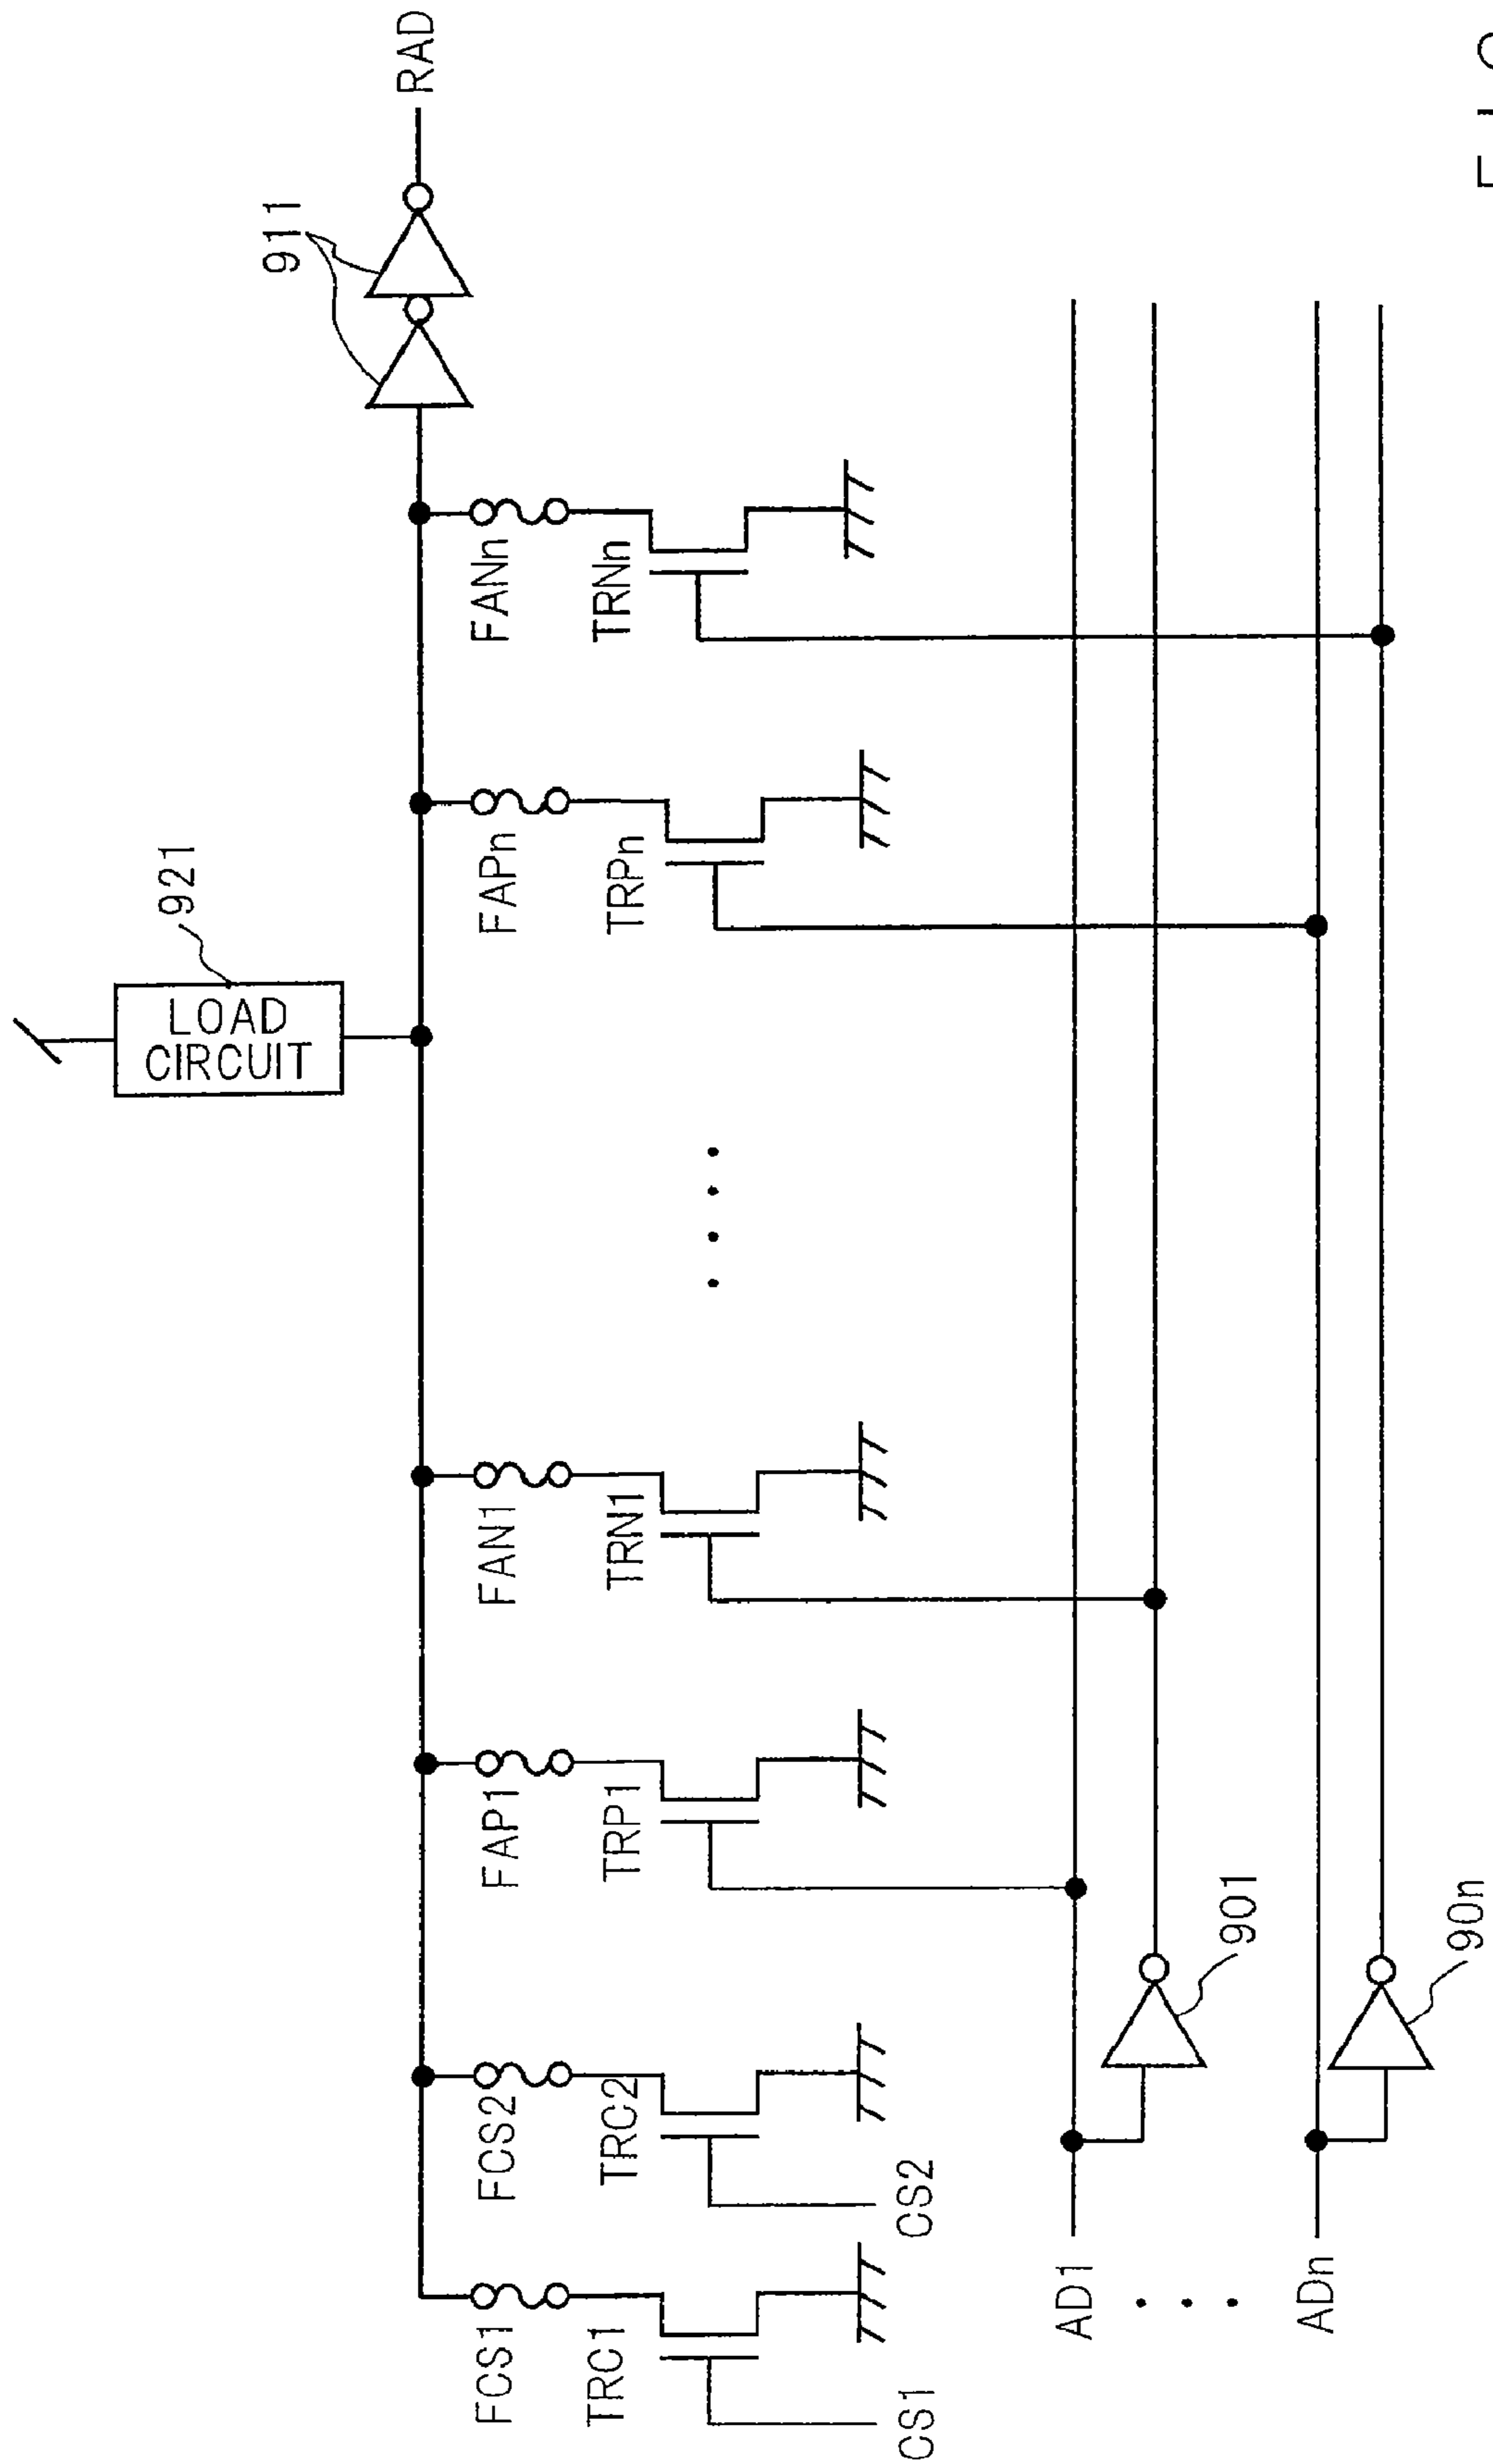 RAD
911
921
LOAD
CIRCUIT
FCS1
FCS2
FAP1
FAN1
FAPn
FANn
TRC1
TRC2
TRP1
TRN1
TRPn
TRNn
CS1
CS2
AD1
901
ADn
90n